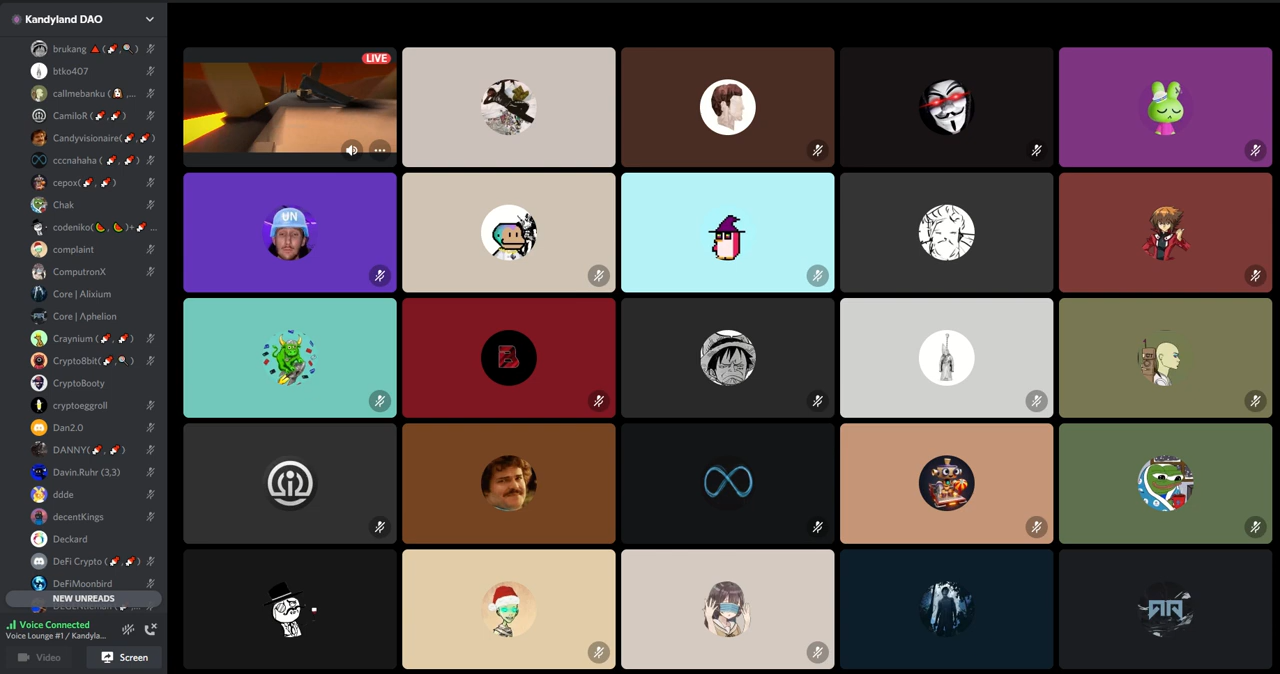 Kandyland DAO
brukang
btko407
callmebanku ( , ...
CamiloR ( , )
Candyvisionaire( , )
cccnahaha ( , )
cepox( , )
Chak
codeniko( , )+ ...
complaint
ComputronX
Core | Alixium
Core | Aphelion
Craynium ( , )
Crypto8bit( , )
CryptoBooty
cryptoeggroll
Dan2.0
DANNY( , )
Davin.Ruhr (3,3)
ddde
decentKings
Deckard
DeFi Crypto ( , )
DeFiMoonbird
NEW UNREADS
Voice Connected
Voice Lounge #1 / Kandyla...
Video
Screen
LIVE
UN
B